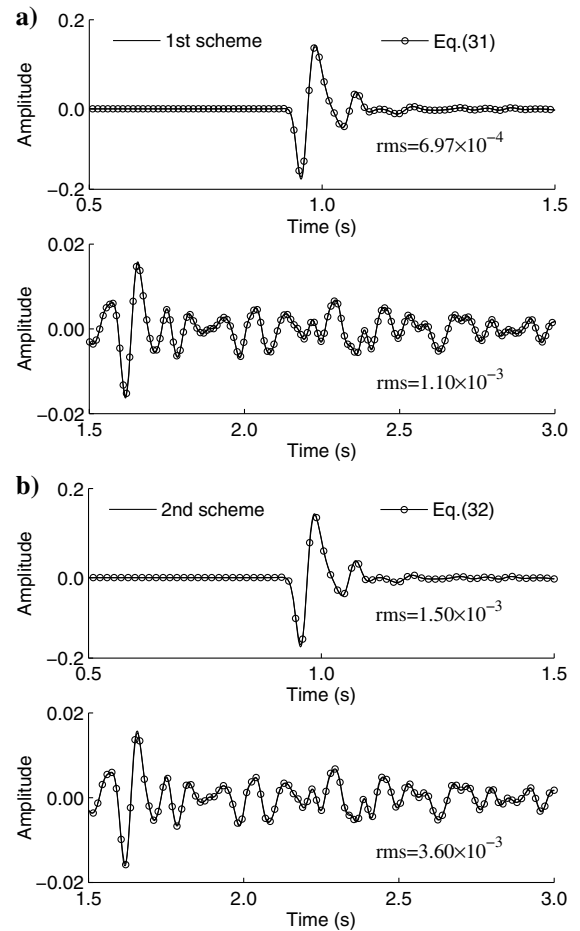 a)
0.2
1st scheme
Eq.(31)
Amplitude
0.0
rms=6.97×10−4
−0.2
0.5
1.0
1.5
Time (s)
0.02
Amplitude
0.00
rms=1.10×10−3
−0.02
1.5
2.0
2.5
3.0
Time (s)
b)
0.2
2nd scheme
Eq.(32)
Amplitude
0.0
rms=1.50×10−3
−0.2
0.5
1.0
1.5
Time (s)
0.02
Amplitude
0.00
rms=3.60×10−3
−0.02
1.5
2.0
2.5
3.0
Time (s)